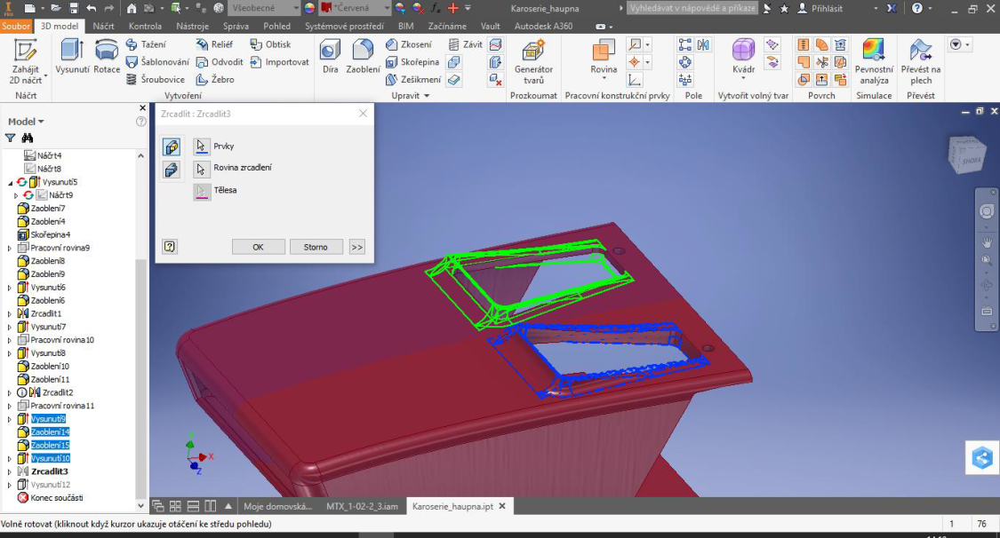 Všeobecné
Červená
Karoserie_haupna
Vyhledávat v nápovědě a příkaze
Přihlásit
Soubor 3D model Náčrt Kontrola Nástroje Správa Pohled Systémové prostředí BIM Začínáme Vault Autodesk A360
Zahájit 2D náčrt
Vysunutí
Rotace
Tažení
Šablonování
Šroubovice
Reliéf
Odvodit
Žebro
Obtisk
Importovat
Díra
Zaoblení
Zkosení
Skořepina
Zešikmení
Závit
Generátor tvarů
Rovina
Kvádr
Pevnostní analýza
Převést na plech
Náčrt
Vytvoření
Upravit
Prozkoumat
Pracovní konstrukční prvky
Pole
Vytvořit volný tvar
Povrch
Simulace
Převést
Model
Náčrt4
Náčrt8
Vysunutí5
Náčrt9
Zaoblení7
Zaoblení4
Skořepina4
Pracovní rovina9
Zaoblení8
Zaoblení9
Vysunutí6
Zaoblení6
Zrcadlit1
Vysunutí7
Pracovní rovina10
Vysunutí8
Zaoblení10
Zaoblení11
Zrcadlit2
Pracovní rovina11
Vysunutí9
Zaoblení14
Zaoblení15
Vysunutí10
Zrcadlit3
Vysunutí12
Konec součásti
Zrcadlit : Zrcadlit3
Prvky
Rovina zrcadlení
Tělesa
OK
Storno
>>
SHORA
X
Y
Z
Moje domovská...
MTX_1-02-2_3.iam
Karoserie_haupna.ipt
Volně rotovat (kliknout když kurzor ukazuje otáčení ke středu pohledu)
1
76